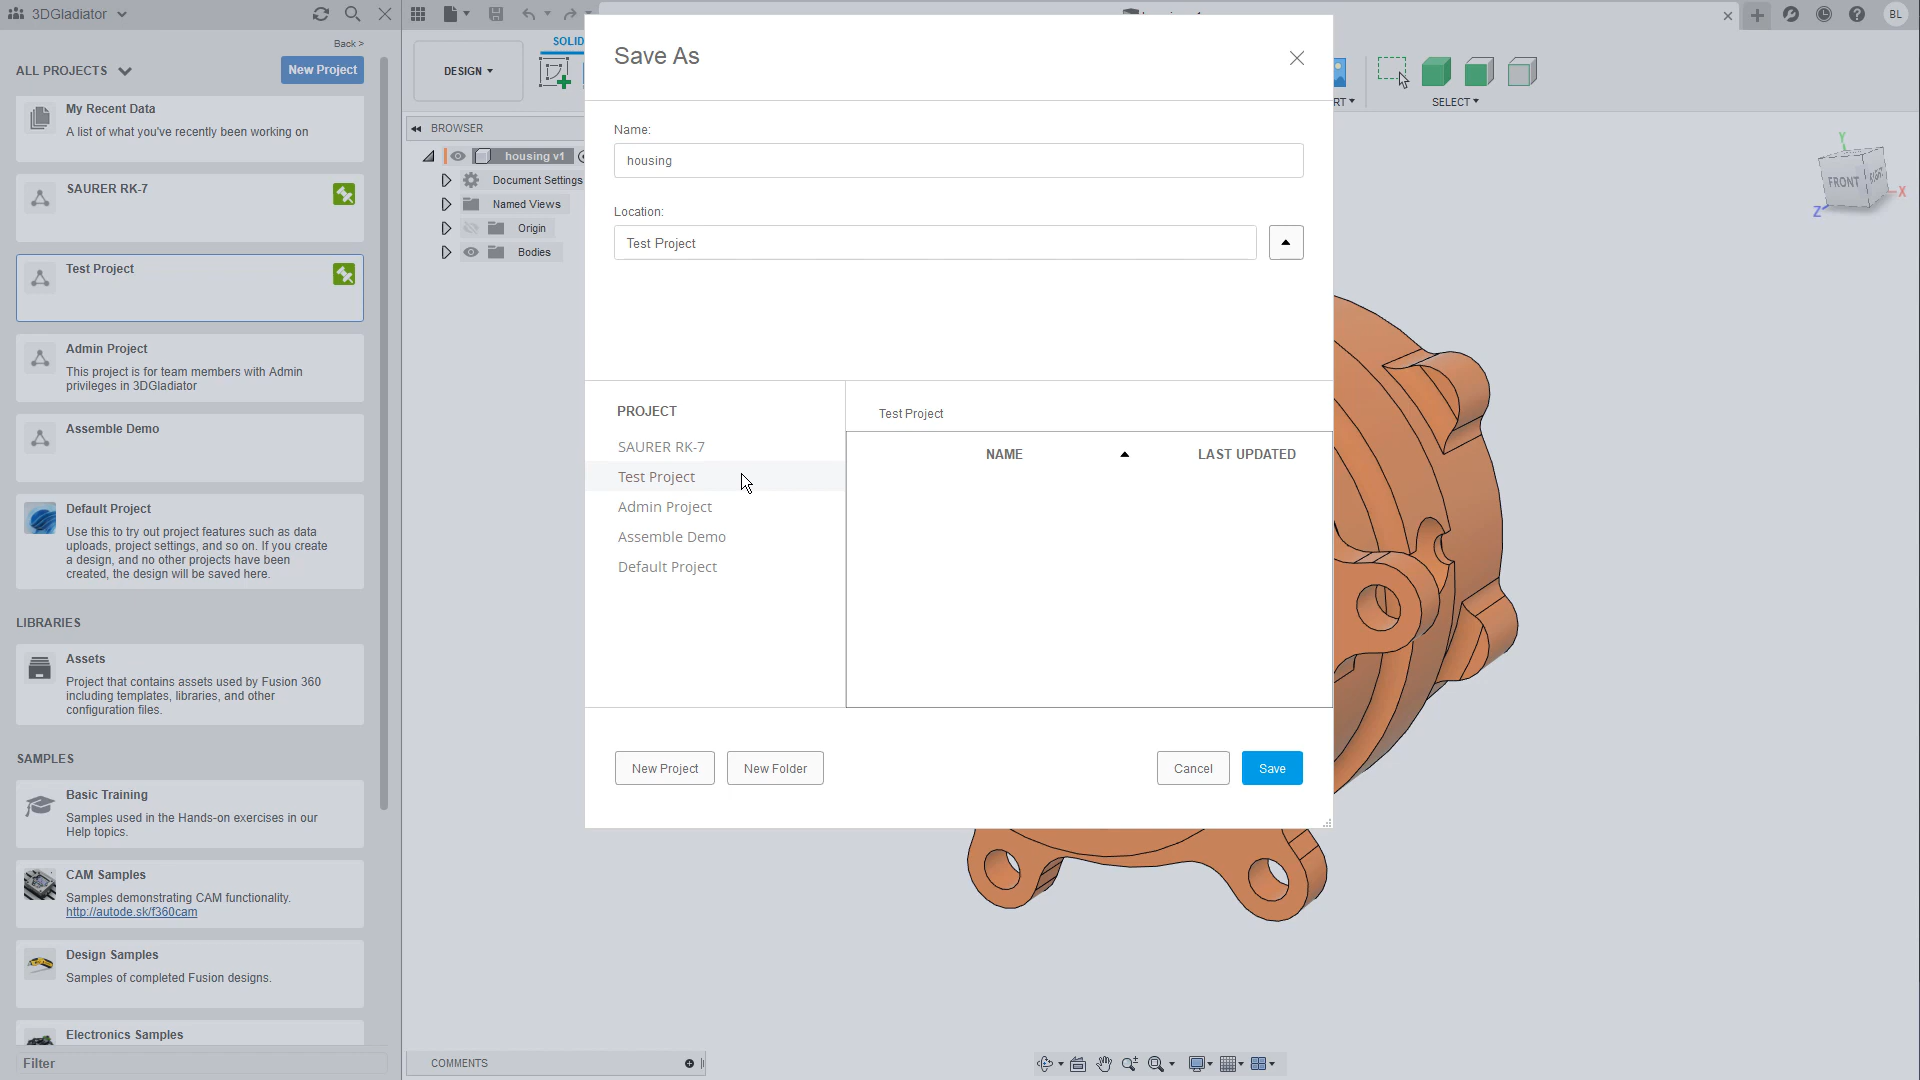 3DGladiator
Back >
ALL PROJECTS
New Project
My Recent Data
A list of what you've recently been working on
SAURER RK-7
Test Project
Admin Project
This project is for team members with Admin
privileges in 3DGladiator
Assemble Demo
Default Project
Use this to try out project features such as data
uploads, project settings, and so on. If you create
a design, and no other projects have been
created, the design will be saved here.
LIBRARIES
Assets
Project that contains assets used by Fusion 360
including templates, libraries, and other
configuration files.
SAMPLES
Basic Training
Samples used in the Hands-on exercises in our
Help topics.
CAM Samples
Samples demonstrating CAM functionality.
http://autode.sk/f360cam
Design Samples
Samples of completed Fusion designs.
Electronics Samples
Filter
BL
DESIGN
SOLID
RT
SELECT
BROWSER
housing v1
Document Settings
Named Views
Origin
Bodies
Y
FRONT
RIGHT
X
Z
Save As
Name:
housing
Location:
Test Project
PROJECT
SAURER RK-7
Test Project
Admin Project
Assemble Demo
Default Project
Test Project
NAME
LAST UPDATED
New Project
New Folder
Cancel
Save
COMMENTS